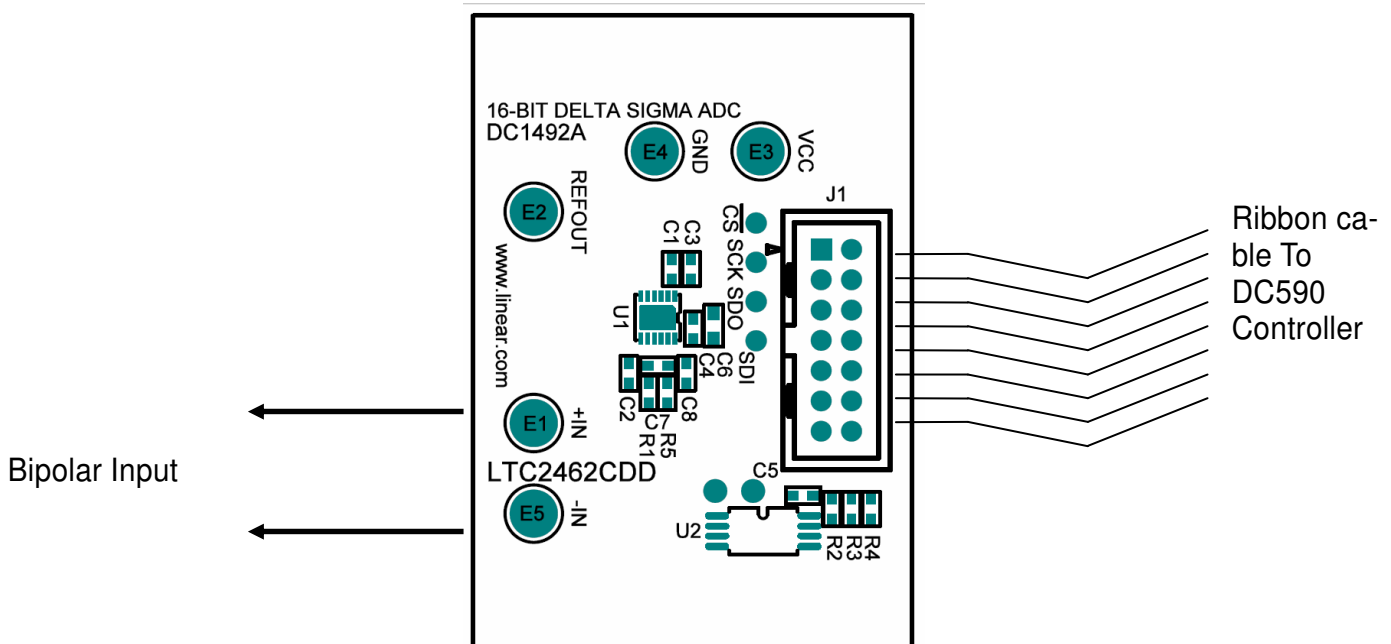 16-BIT DELTA SIGMA ADC
DC1492A
E4
GND
E3
VCC
E2
REFOUT
J1
CS
SCK
SDO
SDI
C1
C3
U1
C4
C6
www.linear.com
C2
C7
C8
R1
R5
E1
+IN
LTC2462CDD
E5
-IN
C5
U2
R2
R3
R4
Bipolar Input
Ribbon ca-
ble To
DC590
Controller